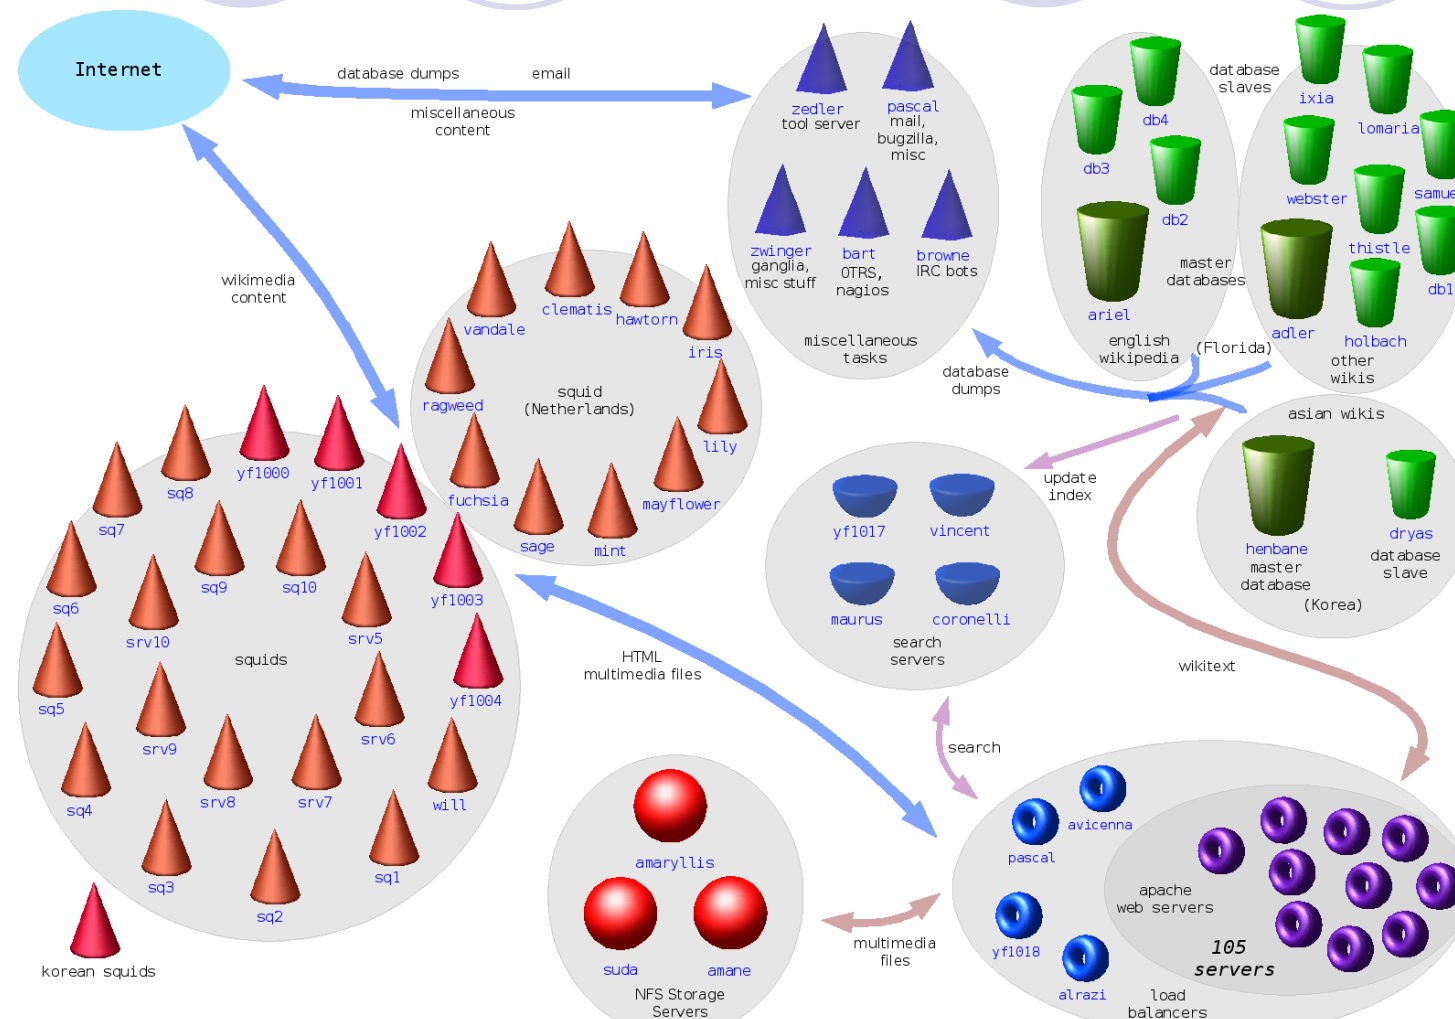 Internet
database dumps
email
miscellaneous
content
wikimedia
content
zedler
tool server
pascal
mail,
bugzilla,
misc
zwinger
ganglia,
misc stuff
bart
OTRS,
nagios
browne
IRC bots
miscellaneous
tasks
database
slaves
db4
db3
db2
ariel
master
databases
english
wikipedia
(Florida)
ixia
lomaria
webster
samue
thistle
db1
adler
holbach
other
wikis
database
dumps
asian wikis
henbane
master
database
dryas
database
slave
(Korea)
update
index
vandale
clematis
hawtorn
iris
ragweed
squid
(Netherlands)
lily
fuchsia
mayflower
sage
mint
yf1000
yf1001
yf1002
yf1003
yf1004
sq8
sq7
sq6
sq9
sq10
srv10
srv5
squids
sq5
srv9
srv6
sq4
srv8
srv7
will
sq3
sq2
sq1
korean squids
HTML
multimedia files
yf1017
vincent
maurus
coronelli
search
servers
search
wikitext
amaryllis
suda
amane
NFS Storage
Servers
multimedia
files
avicenna
pascal
yf1018
alrazi
load
balancers
apache
web servers
105
servers